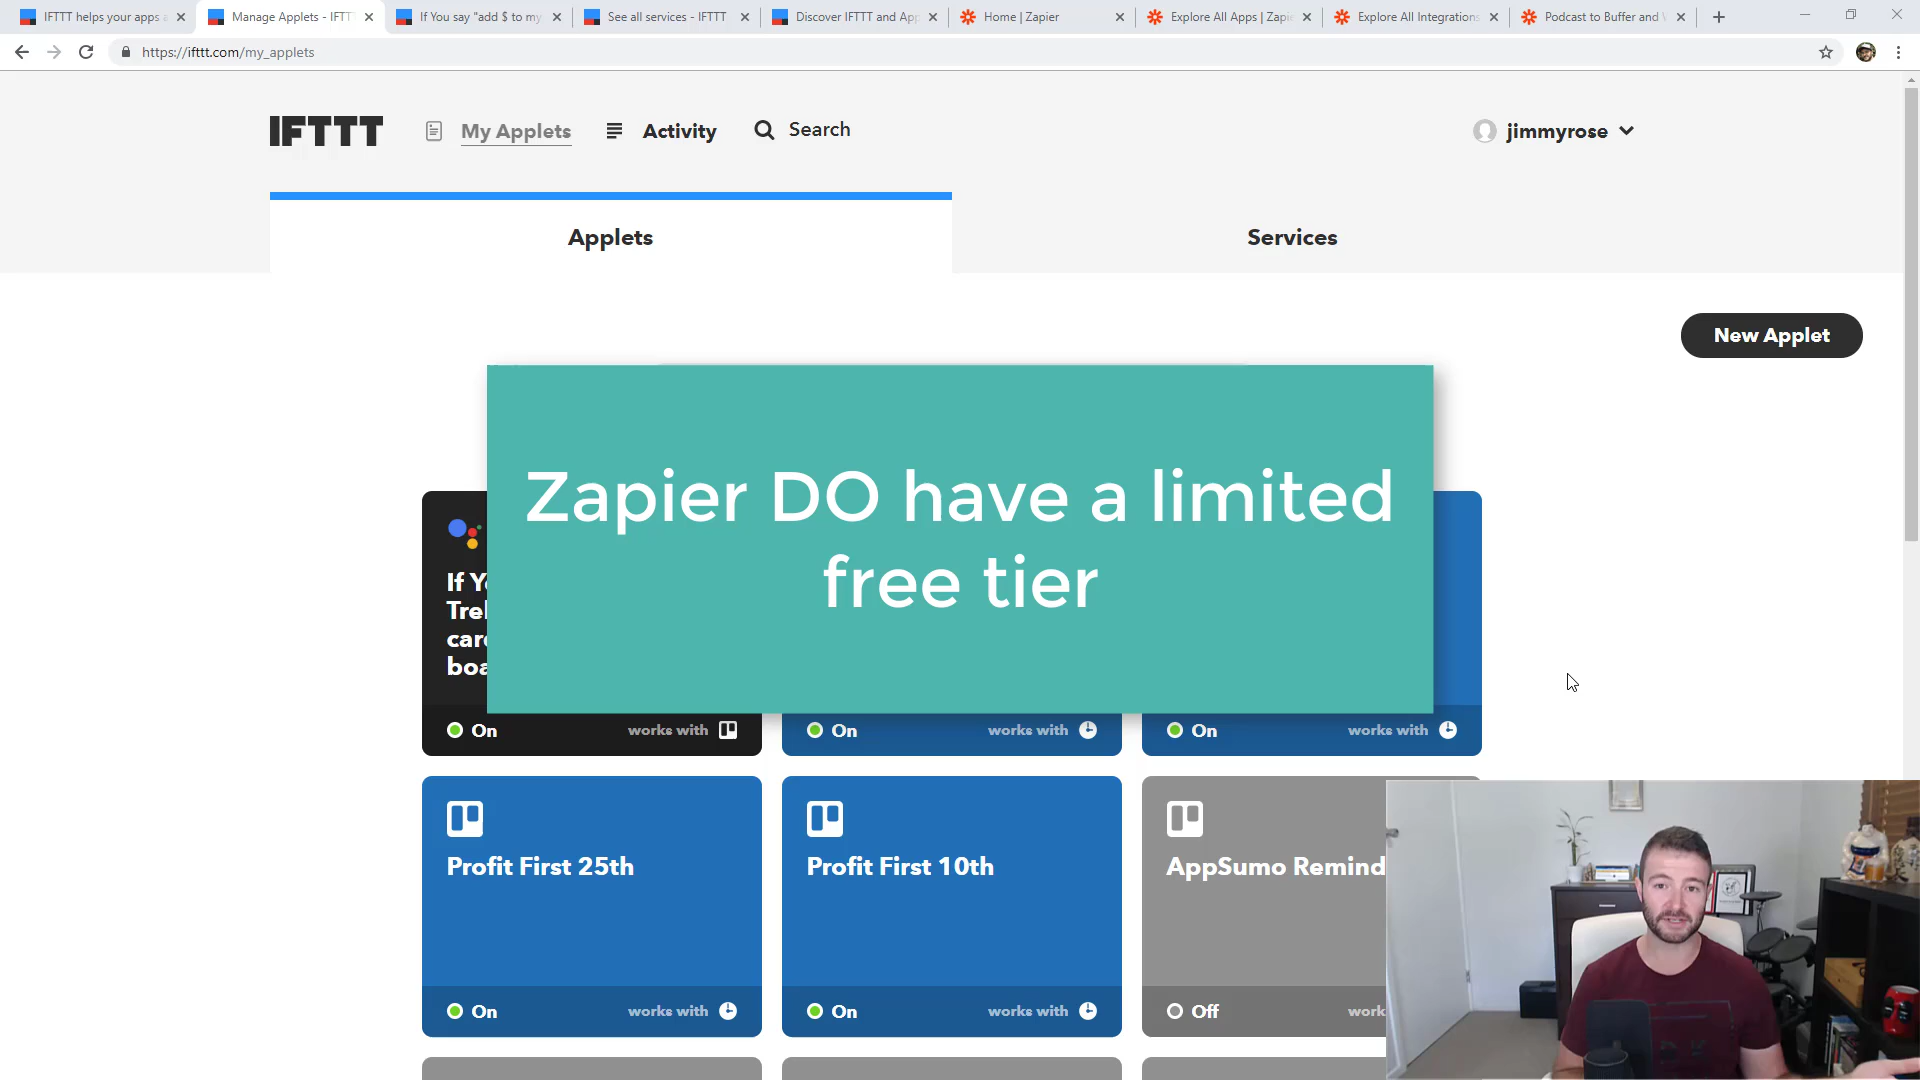 IFTTT helps your apps a
Manage Applets - IFTT
If You say "add $ to my
See all services - IFTTT
Discover IFTTT and App
Home | Zapier
Explore All Apps | Zapi
Explore All Integrations
Podcast to Buffer and
https://ifttt.com/my_applets
IFTTT
My Applets
Activity
Search
jimmyrose
Applets
Services
New Applet
Zapier DO have a limited
free tier
If Y
Trel
card
boa
On
works with
On
works with
On
works with
Profit First 25th
Profit First 10th
AppSumo Remind
On
works with
On
works with
Off
work